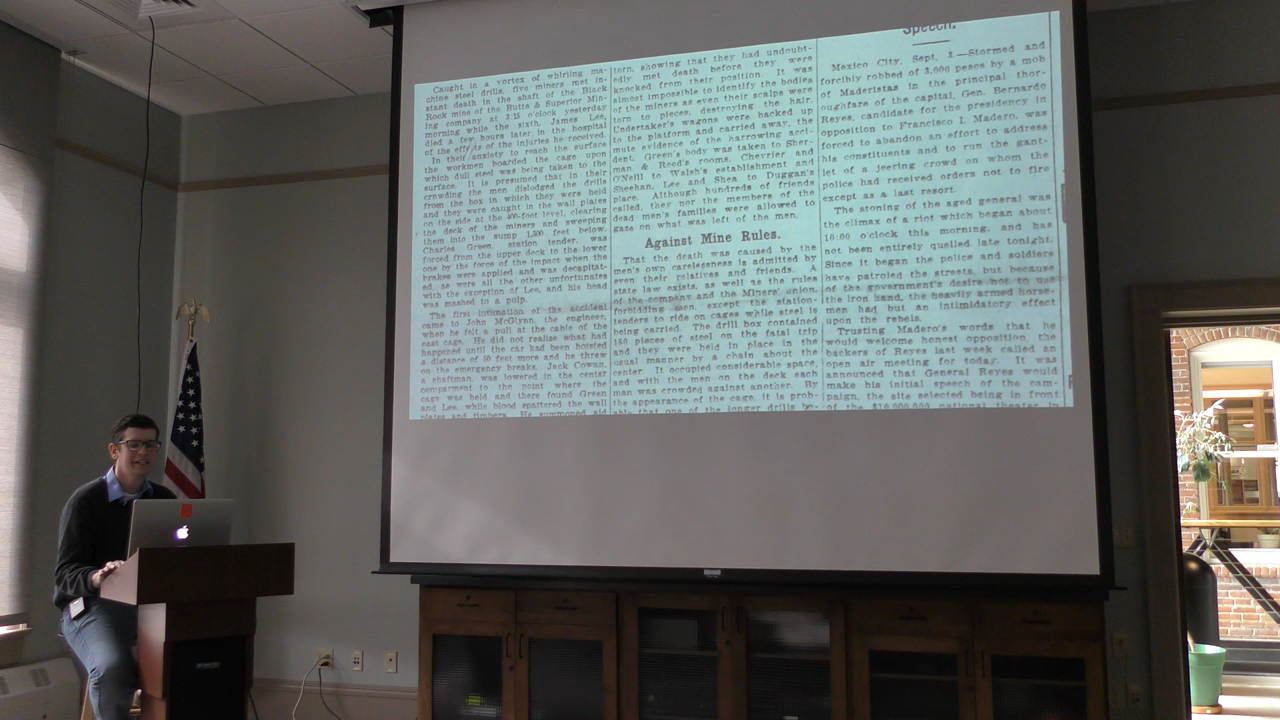 Caught in a vortex of whirling ma-
chine steel drills, five miners met in-
stant death in the shaft of the Black
Rock mine of the Butte & Superior Min-
ing company at 3:15 o'clock yesterday
morning while the sixth, James Lee,
died a few hours later in the hospital
of the effects of the injuries he received.
In their anxiety to reach the surface
the workmen boarded the cage upon
which dull steel was being taken to the
surface. It is presumed that in their
crowding the men dislodged the drills
from the box in which they were held
and they were caught in the wall plates
on the side at the 400-foot level, clearing
the deck of the miners and sweeping
them into the sump 1,300 feet below.
Charles Green, station tender, was
forced from the upper deck to the lower
one by the force of the impact when the
brakes were applied and was decapitat-
ed, as were all the other unfortunates
with the exception of Lee, and his head
was mashed to a pulp.
The first intimation of the accident
came to John McGlynn, the engineer,
when he felt a pull at the cable of the
east cage. He did not realize what had
happened until the car had been hoisted
a distance of 50 feet more and he threw
on the emergency breaks. Jack Cowan,
a shaftman, was lowered in the center
compartment to the point where the
cage was held and there found Green
and Lee, while blood spattered the wall
plates and timbers. He summoned aid
torn, showing that they had undoubt-
edly met death before they were
knocked from their position. It was
almost impossible to identify the bodies
of the miners as even their scalps were
torn to pieces, destroying the hair.
Undertaker's wagons were backed up
to the platform and carried away, the
mute evidence of the harrowing acci-
dent. Green's body was taken to Sher-
man & Reed's rooms, Chevrier and
O'Neill to Walsh's establishment and
Sheehan, Lee and Shea to Duggan's
place. Although hundreds of friends
called, they nor the members of the
dead men's families were allowed to
gaze on what was left of the men.
Against Mine Rules.
That the death was caused by the
men's own carelessness is admitted by
even their relatives and friends. A
state law exists, as well as the rules
of the company and the Miners' union,
forbidding men, except the station-
tenders to ride on cages while steel is
being carried. The drill box contained
150 pieces of steel on the fatal trip
and they were held in place in the
usual manner by a chain about the
center. It occupied considerable space,
and with the men on the deck each
man was crowded against another. By
the appearance of the cage, it is prob-
able that one of the longer drills be-
Speech.
Mexico City, Sept. 3.—Stormed and
forcibly robbed of 3,000 pesos by a mob
of Maderistas in the principal thor-
oughfare of the capital, Gen. Bernardo
Reyes, candidate for the presidency in
opposition to Francisco I. Madero, was
forced to abandon an effort to address
his constituents and to run the gant-
let of a jeering crowd on whom the
police had received orders not to fire
except as a last resort.
The stoning of the aged general was
the climax of a riot which began about
10:00 o'clock this morning, and has
not been entirely quelled late tonight.
Since it began the police and soldiers
have patroled the streets, but because
of the government's desire not to use
the iron hand, the heavily armed horse-
men had but an intimidatory effect
upon the rebels.
Trusting Madero's words that he
would welcome honest opposition, the
backers of Reyes last week called an
open air meeting for today. It was
announced that General Reyes would
make his initial speech of the cam-
paign, the site selected being in front
of the $10,000,000 national theater in